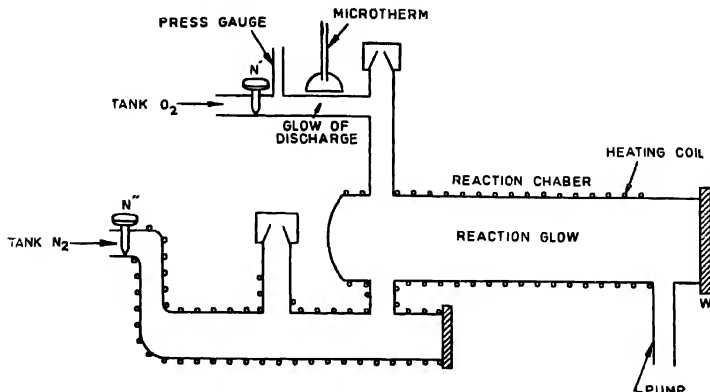 PRESS GAUGE
MICROTHERM
N'
TANK O₂
GLOW OF
DISCHARGE
HEATING COIL
REACTION CHABER
N"
TANK N₂
REACTION GLOW
W
PUMP